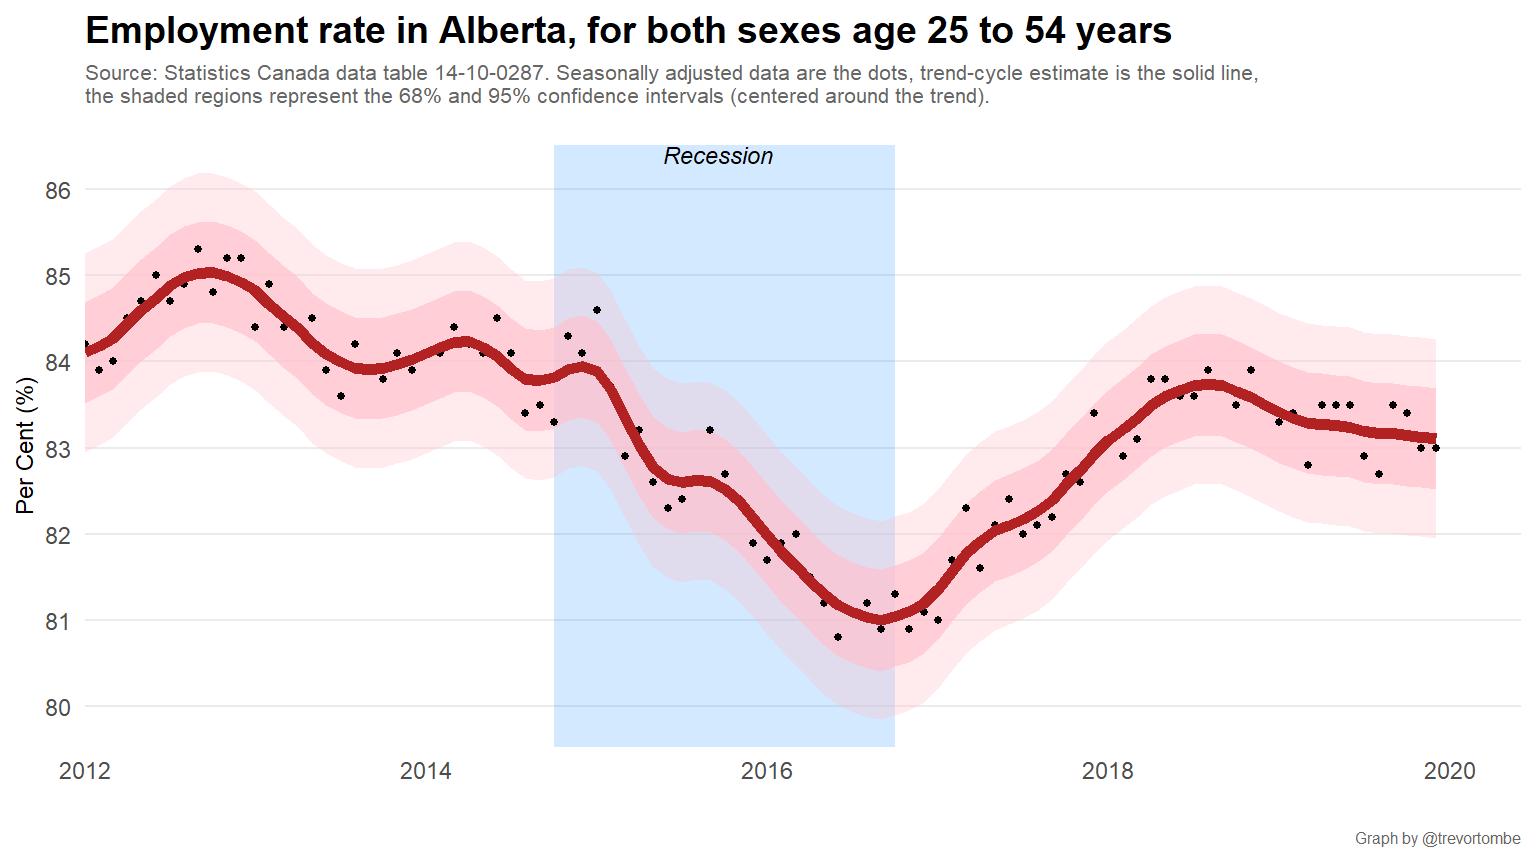 Employment rate in Alberta, for both sexes age 25 to 54 years
Source: Statistics Canada data table 14-10-0287. Seasonally adjusted data are the dots, trend-cycle estimate is the solid line,
the shaded regions represent the 68% and 95% confidence intervals (centered around the trend).
Recession
86
85
84
83
82
81
80
Per Cent (%)
2012 2014 2016 2018 2020
Graph by @trevortombe